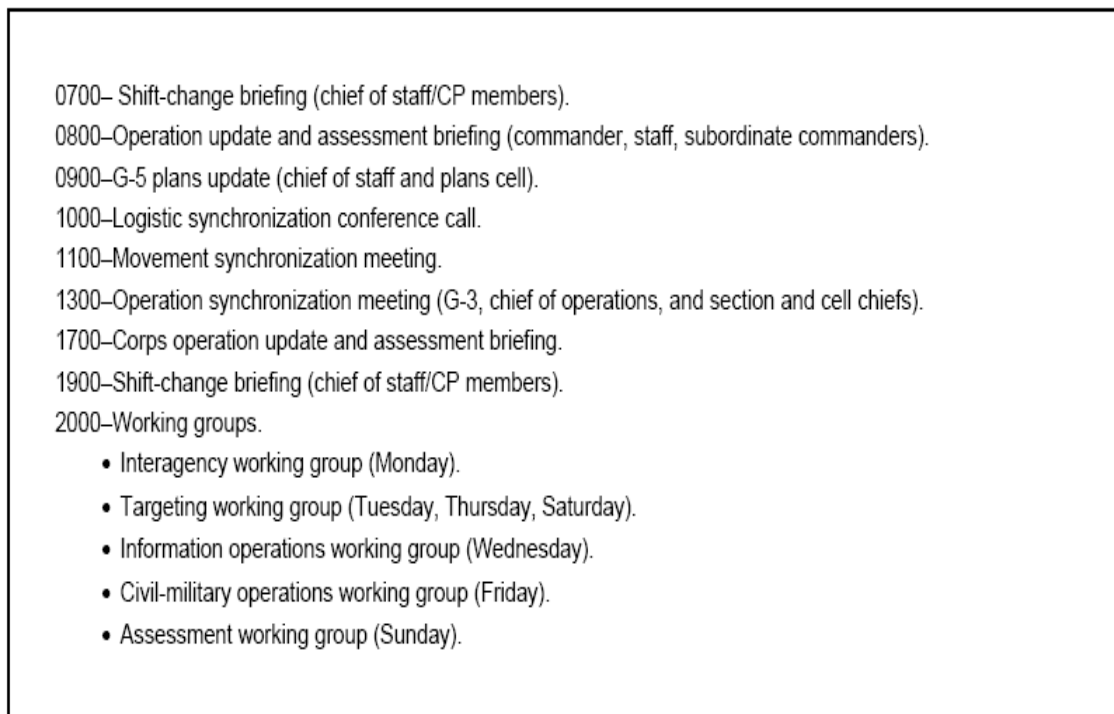 0700– Shift-change briefing (chief of staff/CP members).
0800–Operation update and assessment briefing (commander, staff, subordinate commanders).
0900–G-5 plans update (chief of staff and plans cell).
1000–Logistic synchronization conference call.
1100–Movement synchronization meeting.
1300–Operation synchronization meeting (G-3, chief of operations, and section and cell chiefs).
1700–Corps operation update and assessment briefing.
1900–Shift-change briefing (chief of staff/CP members).
2000–Working groups.
• Interagency working group (Monday).
• Targeting working group (Tuesday, Thursday, Saturday).
• Information operations working group (Wednesday).
• Civil-military operations working group (Friday).
• Assessment working group (Sunday).